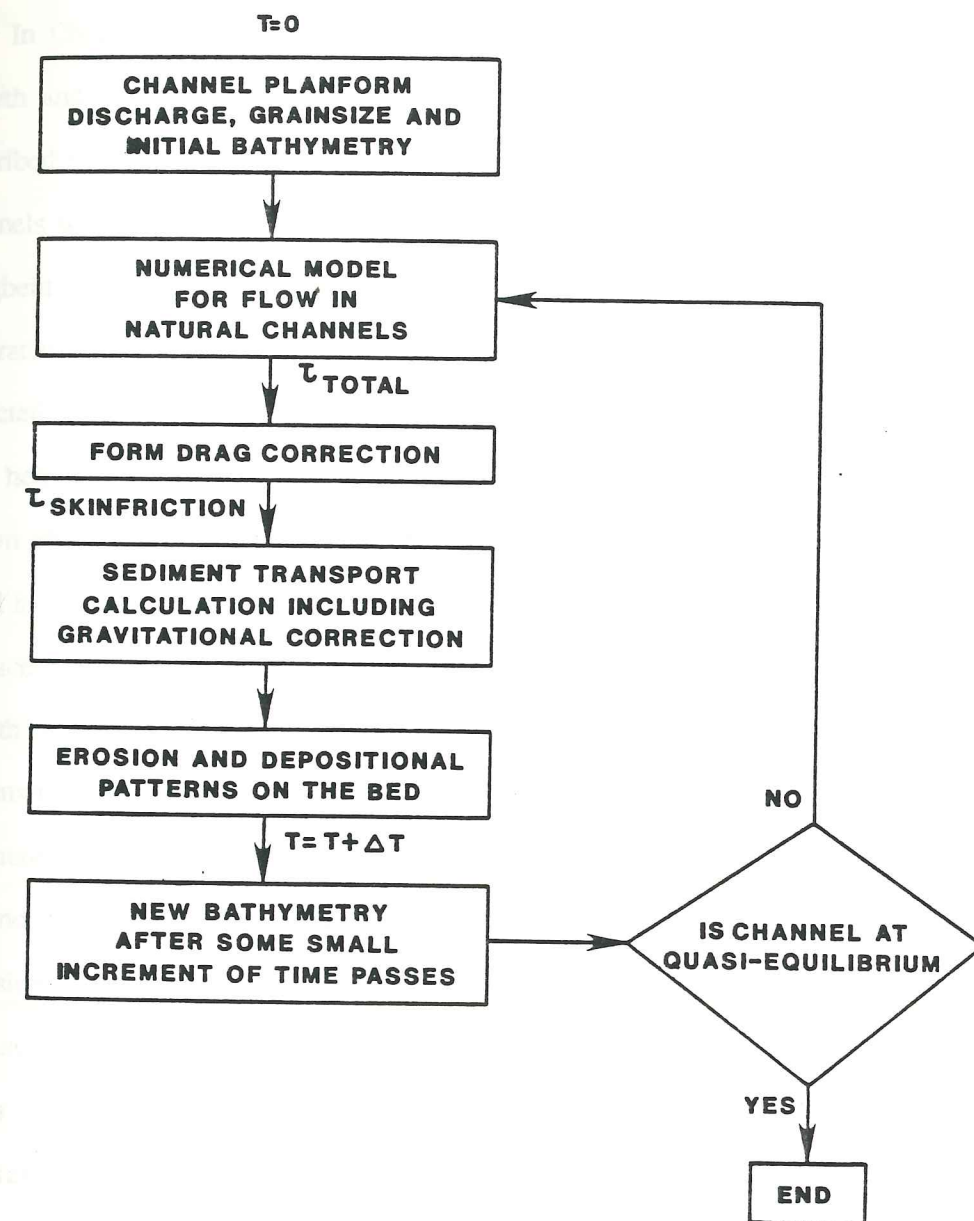 T=0
CHANNEL PLANFORM
DISCHARGE, GRAINSIZE AND
INITIAL BATHYMETRY
NUMERICAL MODEL
FOR FLOW IN
NATURAL CHANNELS
τ TOTAL
FORM DRAG CORRECTION
τ SKINFRICTION
SEDIMENT TRANSPORT
CALCULATION INCLUDING
GRAVITATIONAL CORRECTION
EROSION AND DEPOSITIONAL
PATTERNS ON THE BED
T= T+ΔT
NEW BATHYMETRY
AFTER SOME SMALL
INCREMENT OF TIME PASSES
NO
IS CHANNEL AT
QUASI-EQUILIBRIUM
YES
END